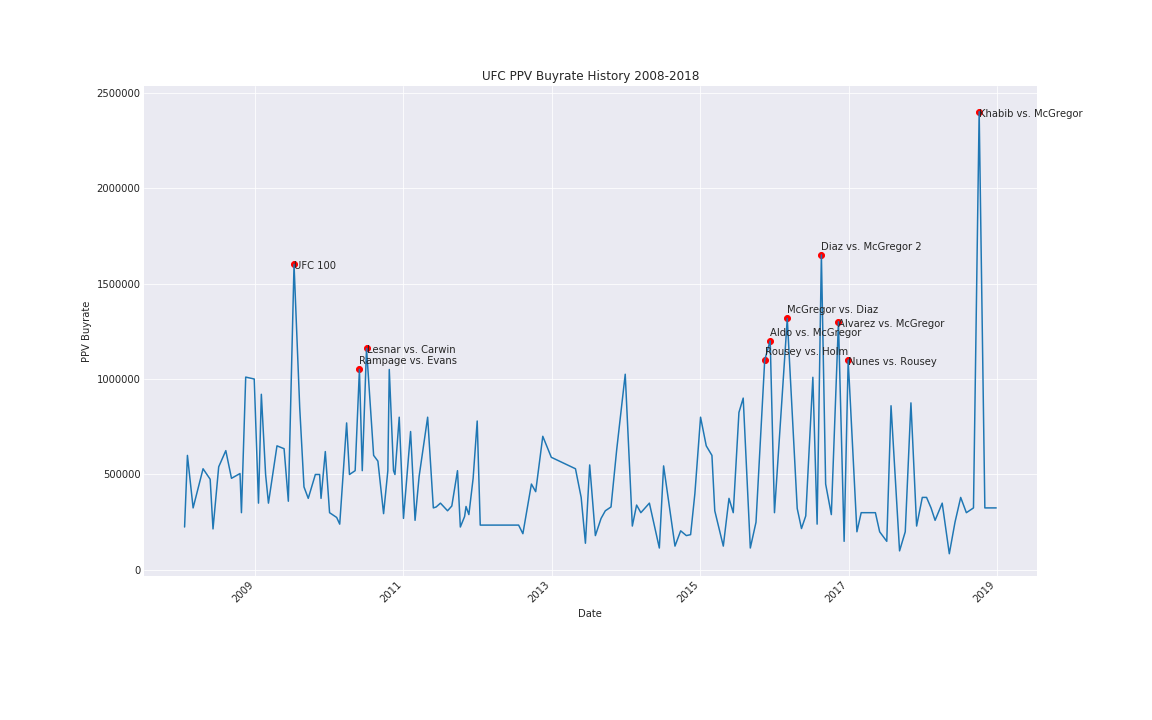 UFC PPV Buyrate History 2008-2018
2500000
Khabib vs. McGregor
2000000
Diaz vs. McGregor 2
UFC 100
1500000
McGregor vs. Diaz
Alvarez vs. McGregor
Aldo vs. McGregor
Lesnar vs. Carwin
Rousey vs. Holm
Rampage vs. Evans
Nunes vs. Rousey
PPV Buyrate
1000000
500000
0
2009
2011
2013
2015
2017
2019
Date